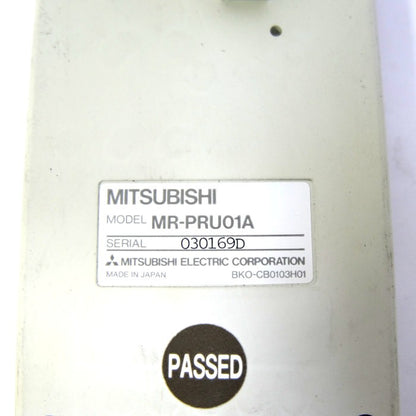 MITSUBISHI
MODEL MR-PRU01A
SERIAL 030169D
MITSUBISHI ELECTRIC CORPORATION
MADE IN JAPAN BKO-CB0103H01
PASSED